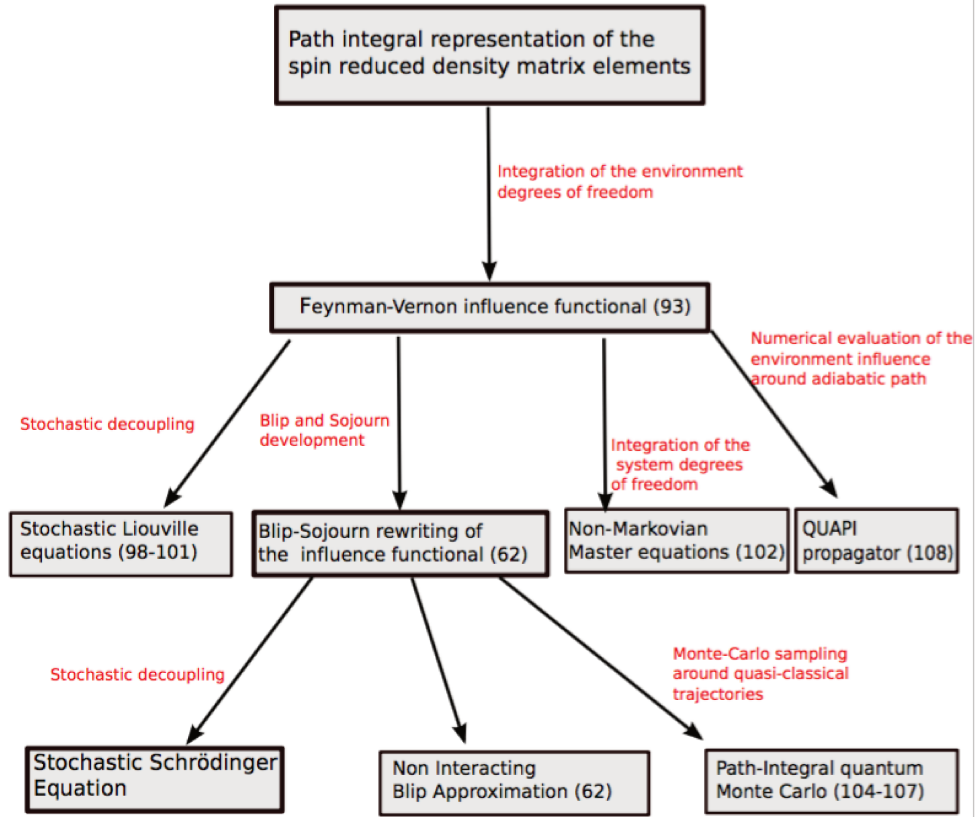 Path integral representation of the
spin reduced density matrix elements
Integration of the environment
degrees of freedom
Feynman-Vernon influence functional (93)
Numerical evaluation of the
environment influence
around adiabatic path
Stochastic decoupling
Blip and Sojourn
development
Integration of the
system degrees
of freedom
Stochastic Liouville
equations (98-101)
Blip-Sojourn rewriting of
the influence functional (62)
Non-Markovian
Master equations (102)
QUAPI
propagator (108)
Stochastic decoupling
Monte-Carlo sampling
around quasi-classical
trajectories
Stochastic Schrödinger
Equation
Non Interacting
Blip Approximation (62)
Path-Integral quantum
Monte Carlo (104-107)